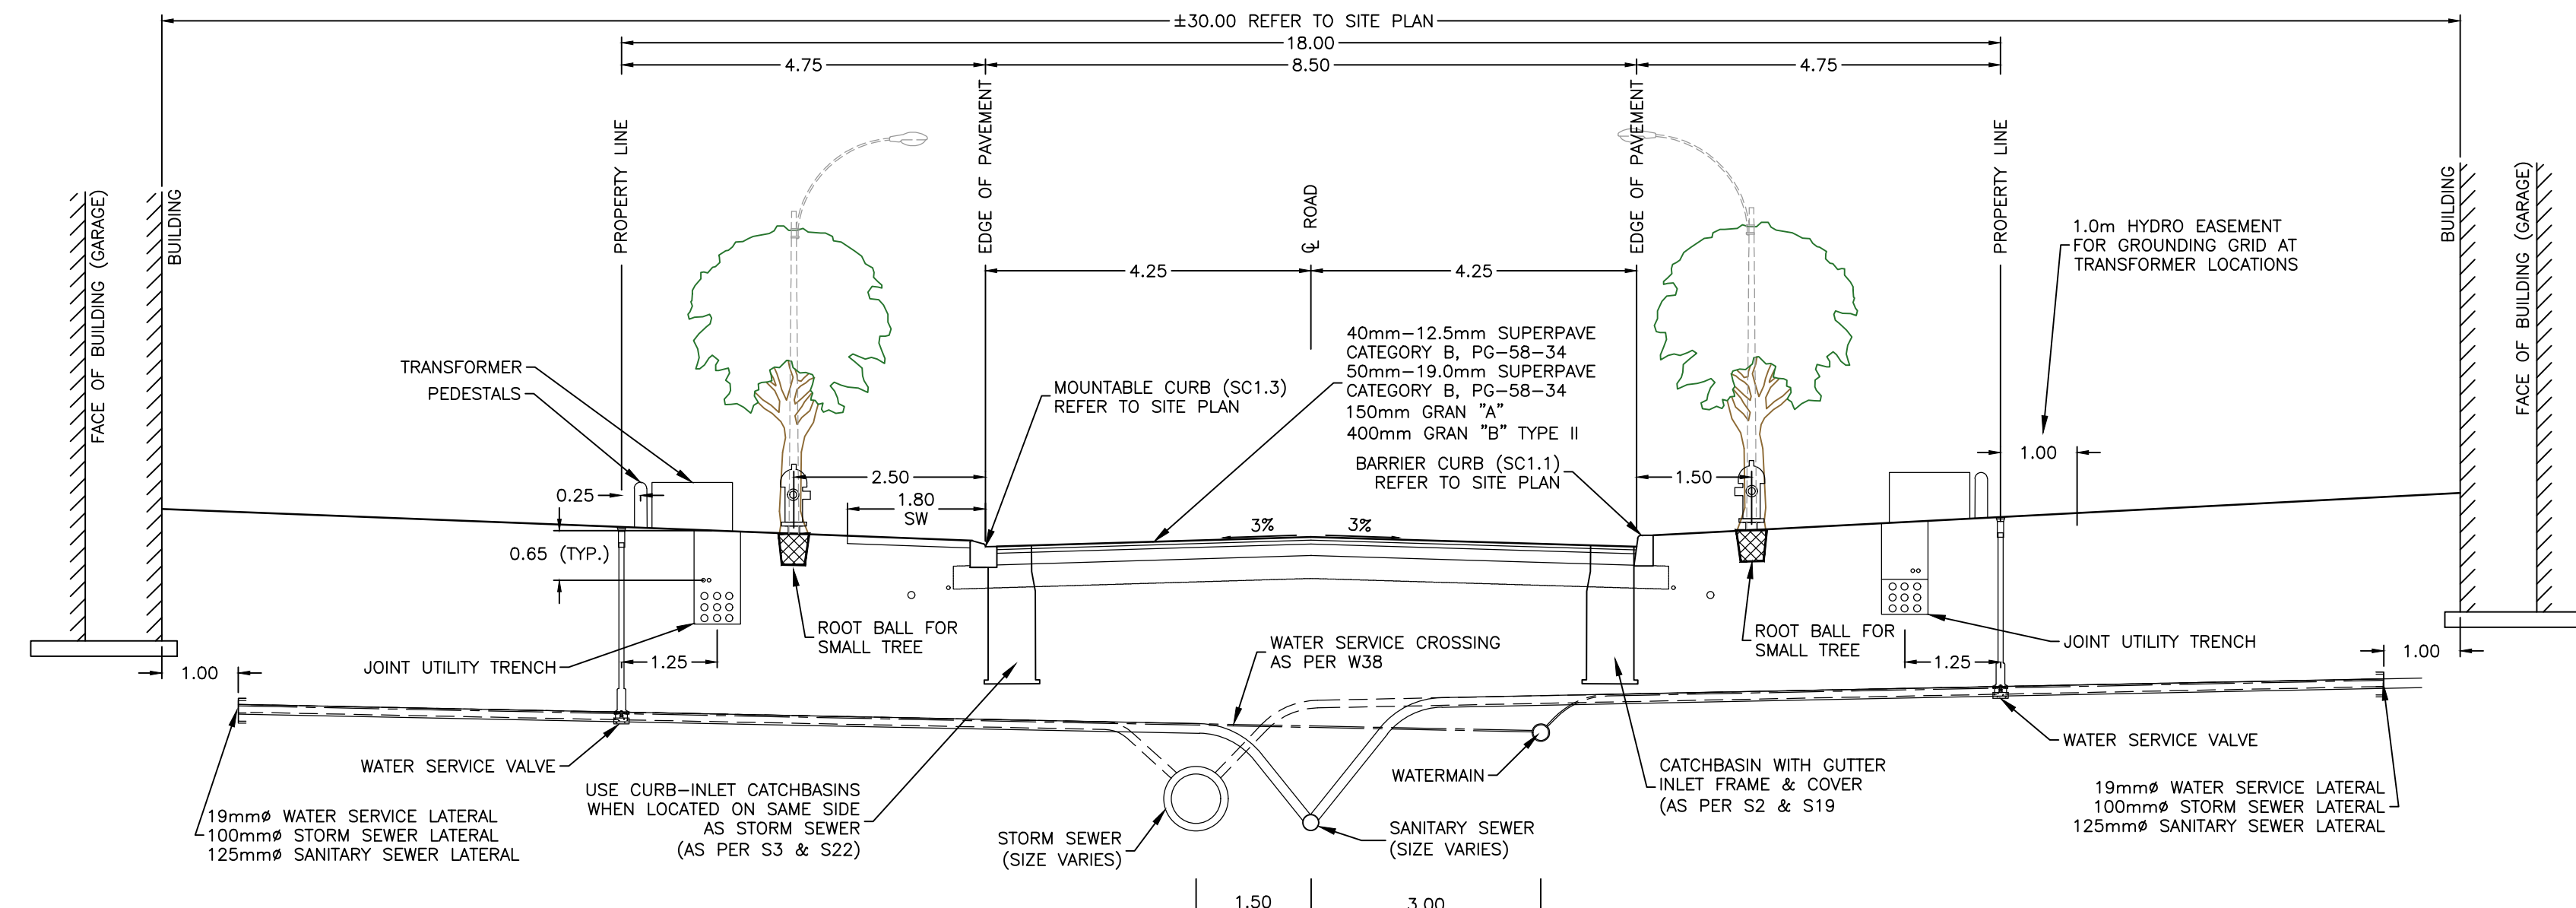 ±30.00 REFER TO SITE PLAN
18.00
4.75
8.50
4.75
FACE OF BUILDING (GARAGE)
BUILDING
PROPERTY LINE
EDGE OF PAVEMENT
℄ ROAD
EDGE OF PAVEMENT
PROPERTY LINE
BUILDING
FACE OF BUILDING (GARAGE)
4.25
4.25
1.0m HYDRO EASEMENT
FOR GROUNDING GRID AT
TRANSFORMER LOCATIONS
TRANSFORMER
PEDESTALS
MOUNTABLE CURB (SC1.3)
REFER TO SITE PLAN
40mm-12.5mm SUPERPAVE
CATEGORY B, PG-58-34
50mm-19.0mm SUPERPAVE
CATEGORY B, PG-58-34
150mm GRAN "A"
400mm GRAN "B" TYPE II
BARRIER CURB (SC1.1)
REFER TO SITE PLAN
1.00
2.50
1.50
0.25
1.80
SW
3%
3%
0.65 (TYP.)
ROOT BALL FOR
SMALL TREE
WATER SERVICE CROSSING
AS PER W38
ROOT BALL FOR
SMALL TREE
JOINT UTILITY TRENCH
JOINT UTILITY TRENCH
1.00
1.25
1.25
1.00
WATER SERVICE VALVE
WATER SERVICE VALVE
19mmø WATER SERVICE LATERAL
100mmø STORM SEWER LATERAL
125mmø SANITARY SEWER LATERAL
USE CURB-INLET CATCHBASINS
WHEN LOCATED ON SAME SIDE
AS STORM SEWER
(AS PER S3 & S22)
STORM SEWER
(SIZE VARIES)
SANITARY SEWER
(SIZE VARIES)
WATERMAIN
CATCHBASIN WITH GUTTER
INLET FRAME & COVER
(AS PER S2 & S19
19mmø WATER SERVICE LATERAL
100mmø STORM SEWER LATERAL
125mmø SANITARY SEWER LATERAL
1.50
3.00